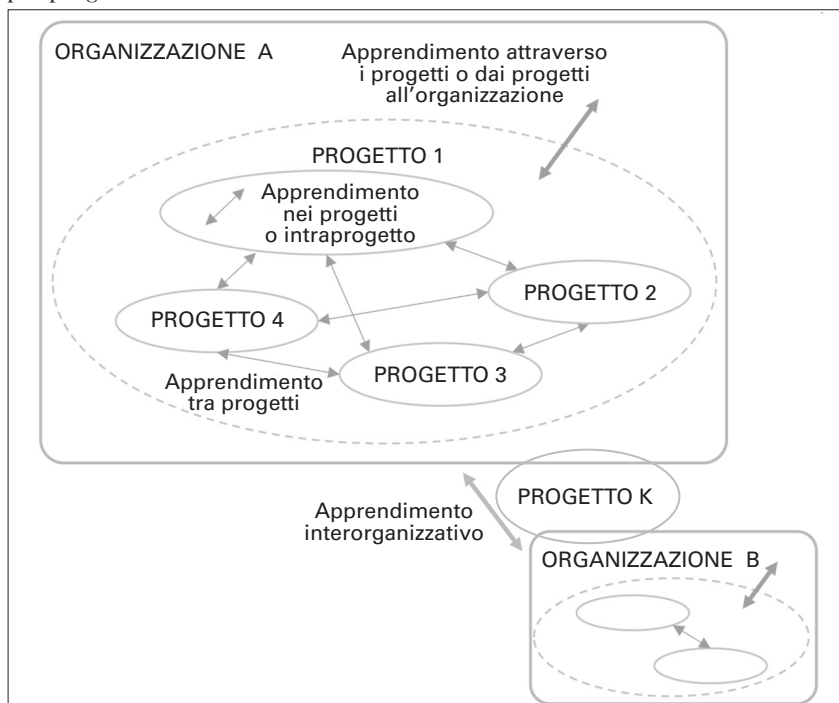 ORGANIZZAZIONE A
Apprendimento attraverso
i progetti o dai progetti
all'organizzazione
PROGETTO 1
Apprendimento
nei progetti
o intraprogetto
PROGETTO 2
PROGETTO 4
PROGETTO 3
Apprendimento
tra progetti
PROGETTO K
Apprendimento
interorganizzativo
ORGANIZZAZIONE B